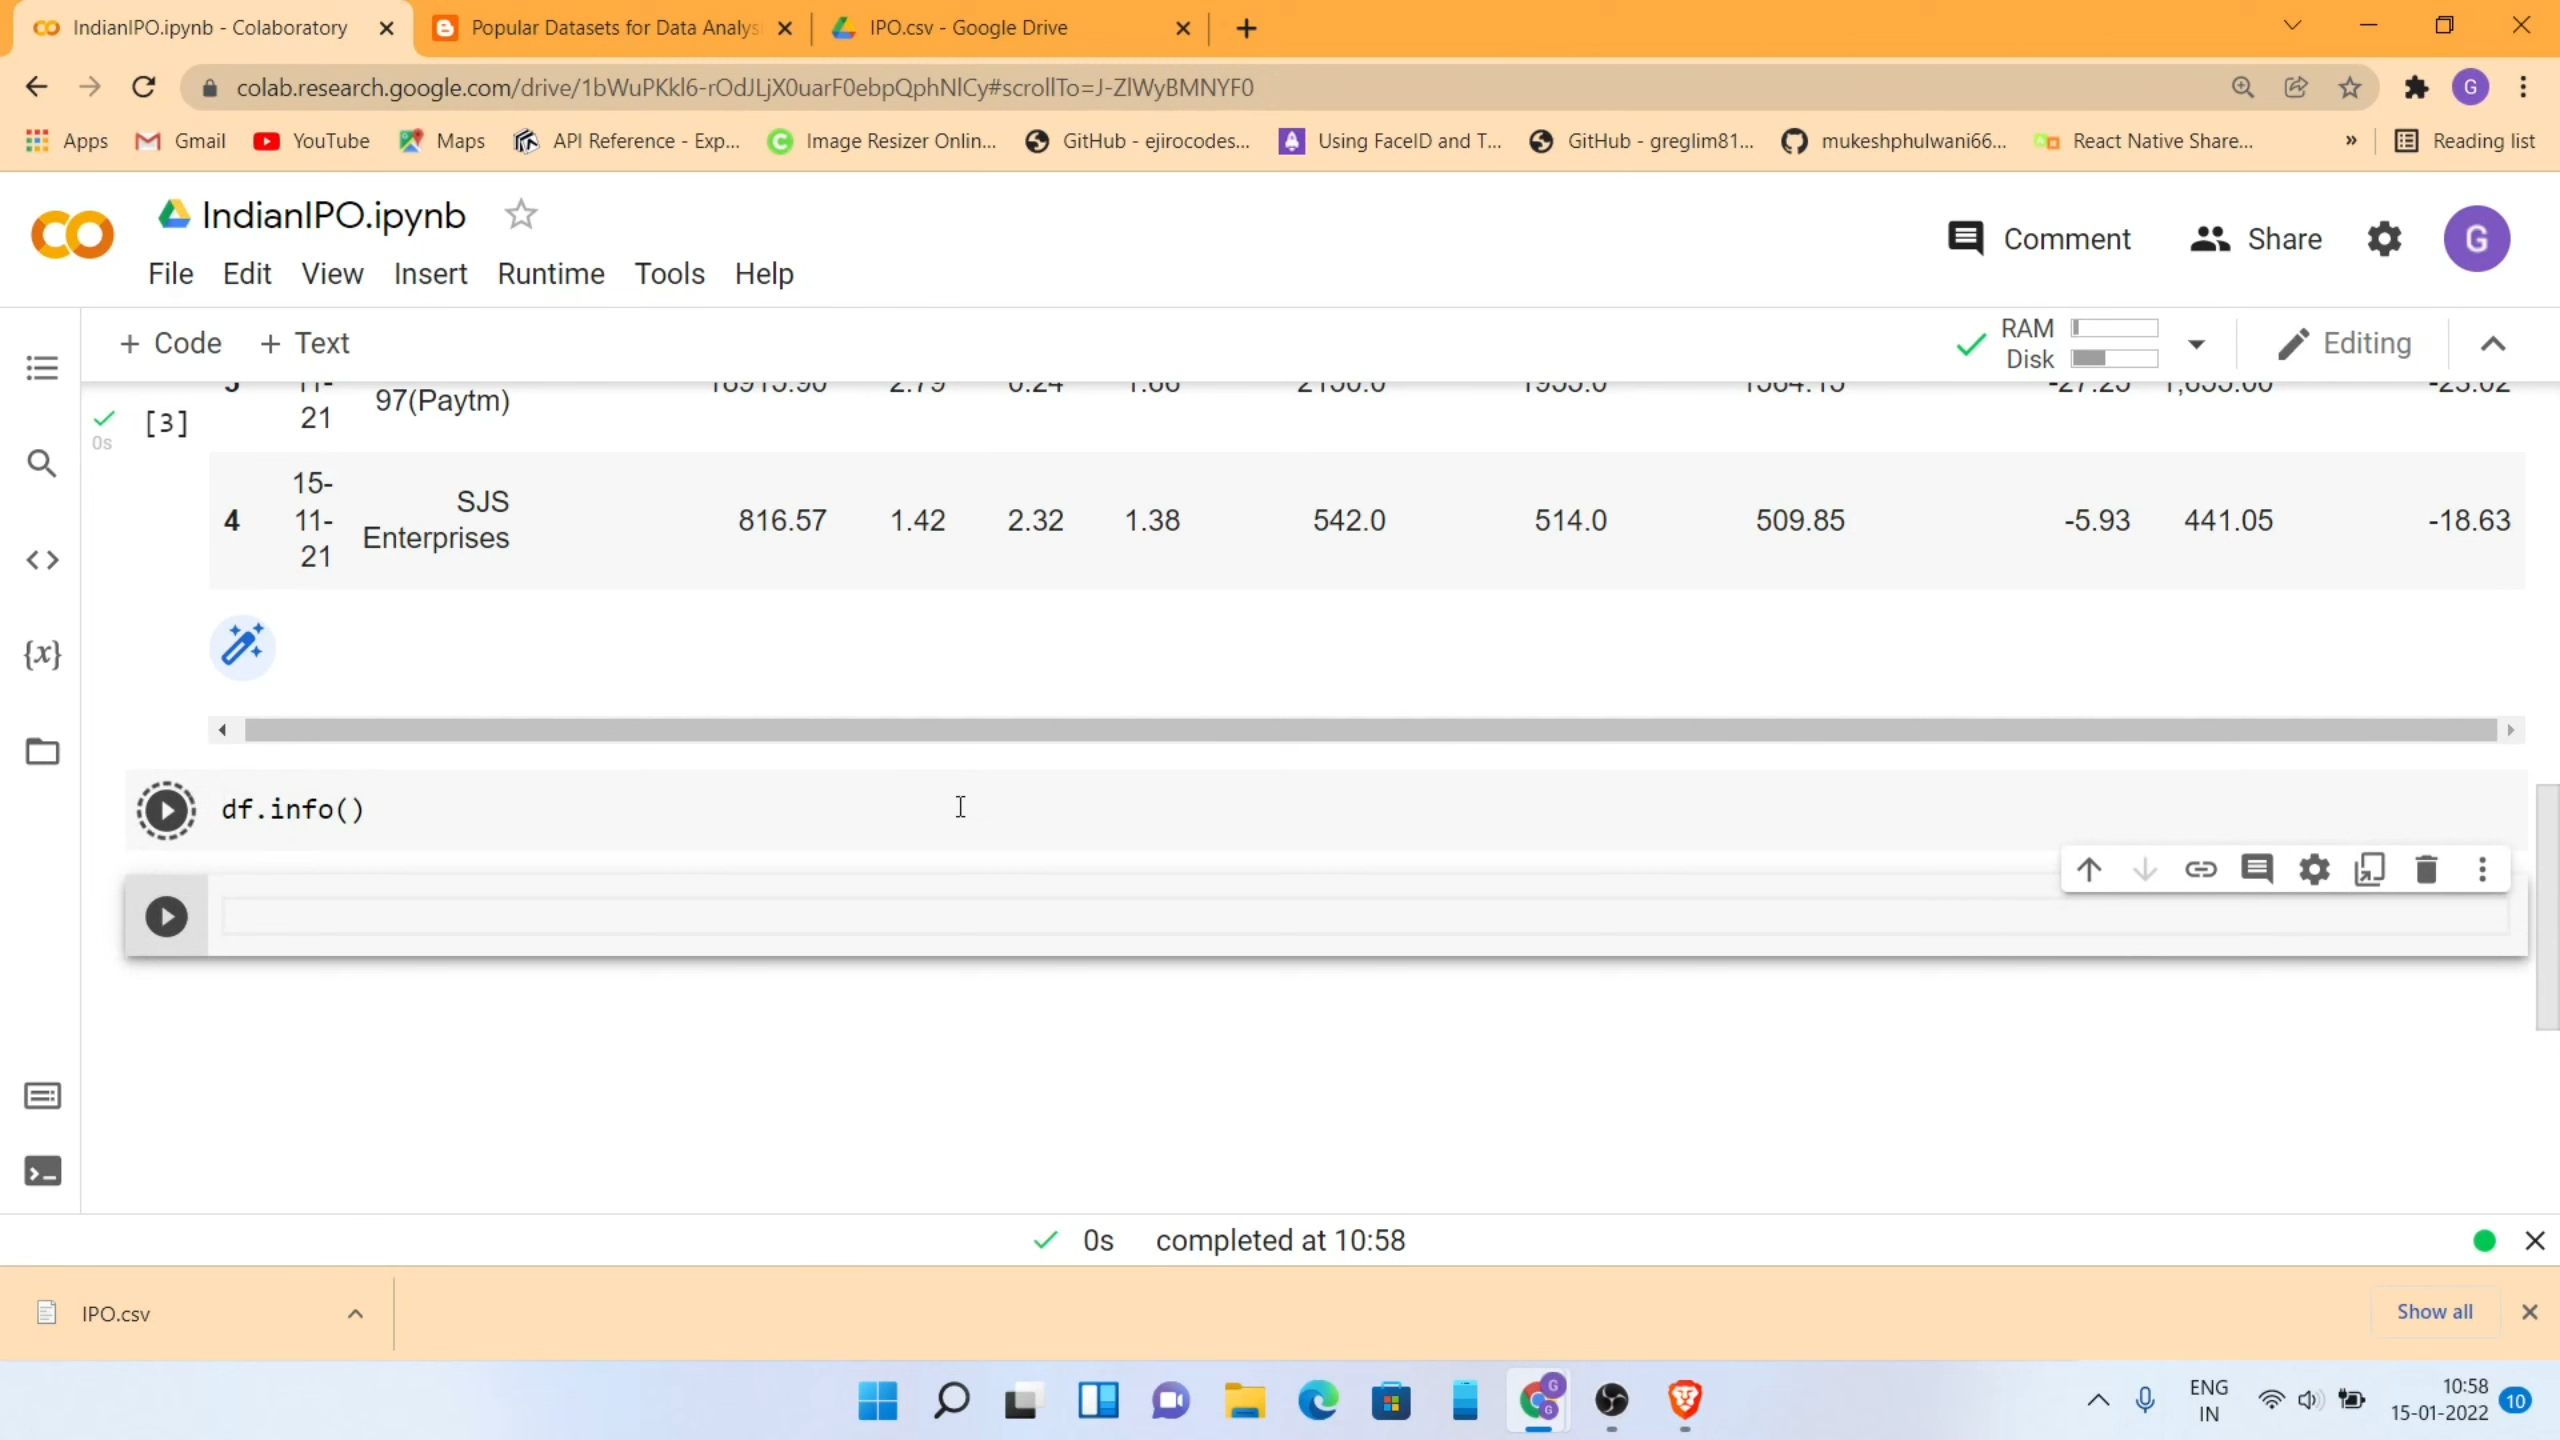 IndianIPO.ipynb - Colaboratory
Popular Datasets for Data Analys
IPO.csv - Google Drive
colab.research.google.com/drive/1bWuPKkl6-rOdJLjX0uarF0ebpQphNlCy#scrollTo=J-ZlWyBMNYF0
G
Apps
Gmail
YouTube
Maps
API Reference - Exp...
Image Resizer Onlin...
GitHub - ejirocodes...
Using FaceID and T...
GitHub - greglim81...
mukeshphulwani66...
React Native Share...
»
Reading list
IndianIPO.ipynb
Comment
Share
G
File Edit View Insert Runtime Tools Help
+ Code + Text
RAM
Disk
Editing
0s
[3]
11-
21
97(Paytm)
4
15-
11-
21
SJS
Enterprises
816.57 1.42 2.32 1.38 542.0 514.0 509.85 -5.93 441.05 -18.63
{x}
df.info()
0s completed at 10:58
IPO.csv
Show all
ENG
IN
10:58
15-01-2022
10